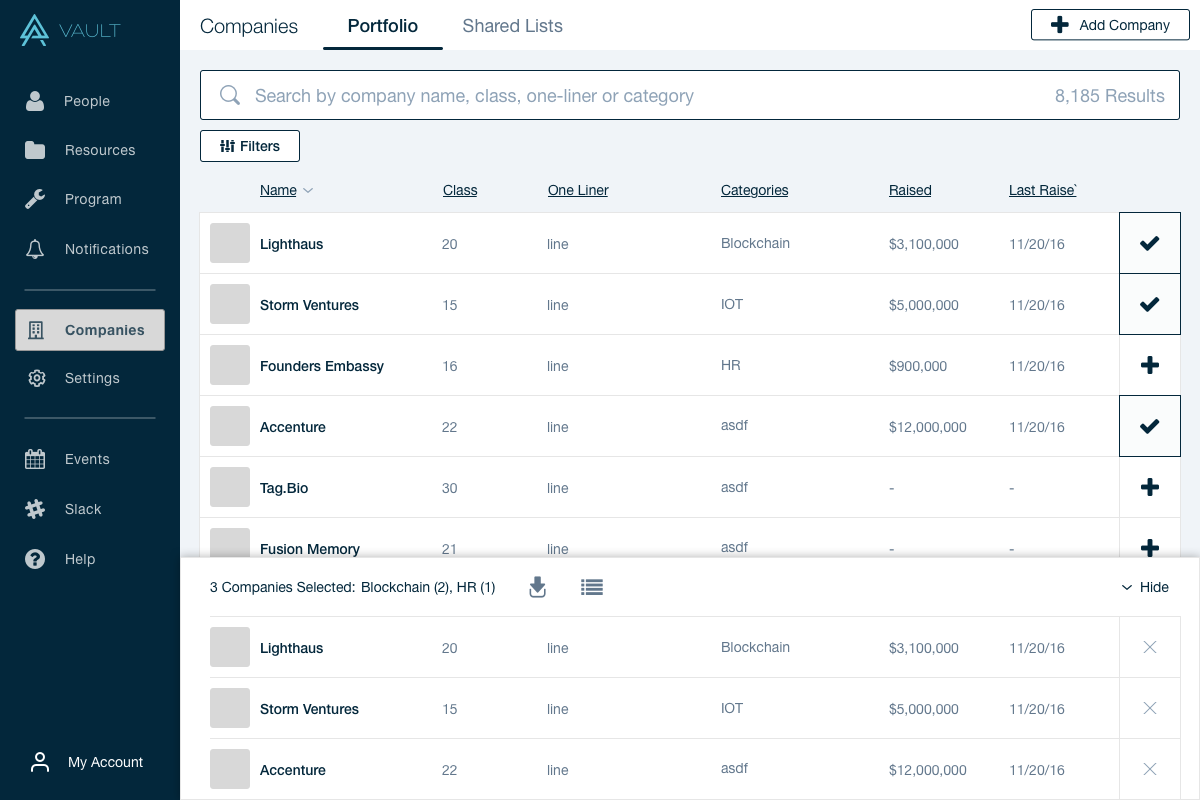 VAULT
People
Resources
Program
Notifications
Companies
Settings
Events
Slack
Help
My Account
Companies Portfolio Shared Lists Add Company
Search by company name, class, one-liner or category 8,185 Results
Filters
Name Class One Liner Categories Raised Last Raise`
Lighthaus 20 line Blockchain $3,100,000 11/20/16
Storm Ventures 15 line IOT $5,000,000 11/20/16
Founders Embassy 16 line HR $900,000 11/20/16
Accenture 22 line asdf $12,000,000 11/20/16
Tag.Bio 30 line asdf - -
Fusion Memory 21 line asdf - -
3 Companies Selected: Blockchain (2), HR (1) Hide
Lighthaus 20 line Blockchain $3,100,000 11/20/16
Storm Ventures 15 line IOT $5,000,000 11/20/16
Accenture 22 line asdf $12,000,000 11/20/16